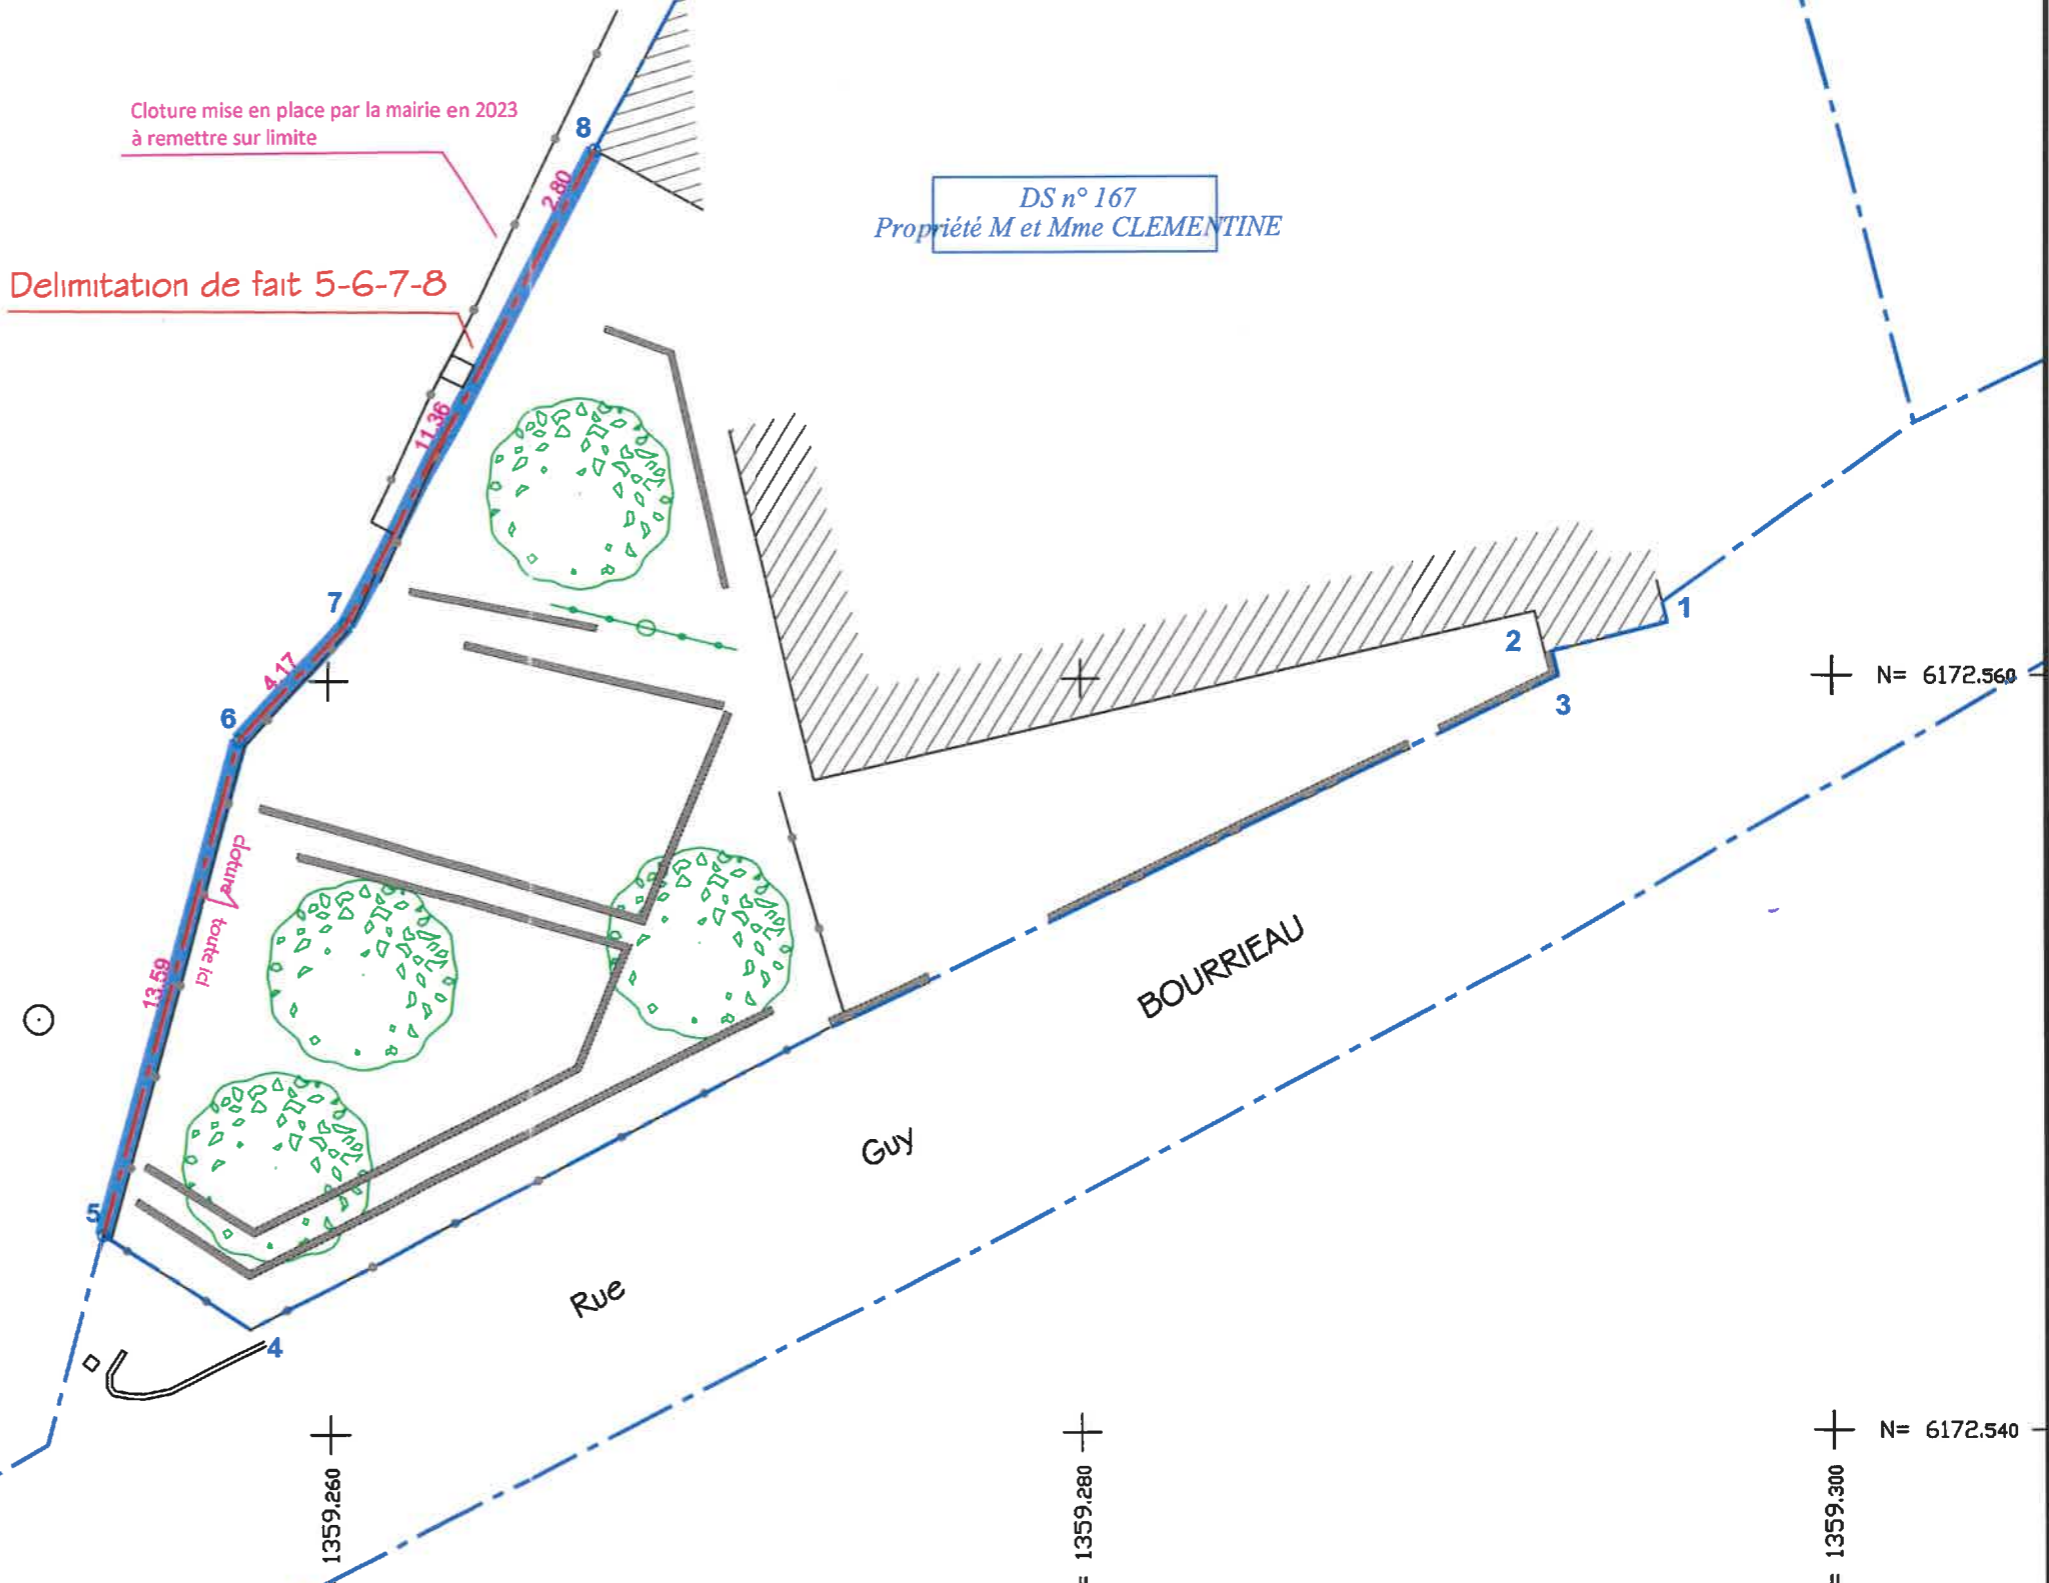 Cloture mise en place par la mairie en 2023
à remettre sur limite
8
2.80
DS n° 167
Propriété M et Mme CLEMENTINE
Delimitation de fait 5-6-7-8
11.36
7
1
2
3
4.17
6
N= 6172.560
cloture
toute ici
13.59
BOURRIEAU
Guy
Rue
5
4
N= 6172.540
1359.260
= 1359.280
= 1359.300